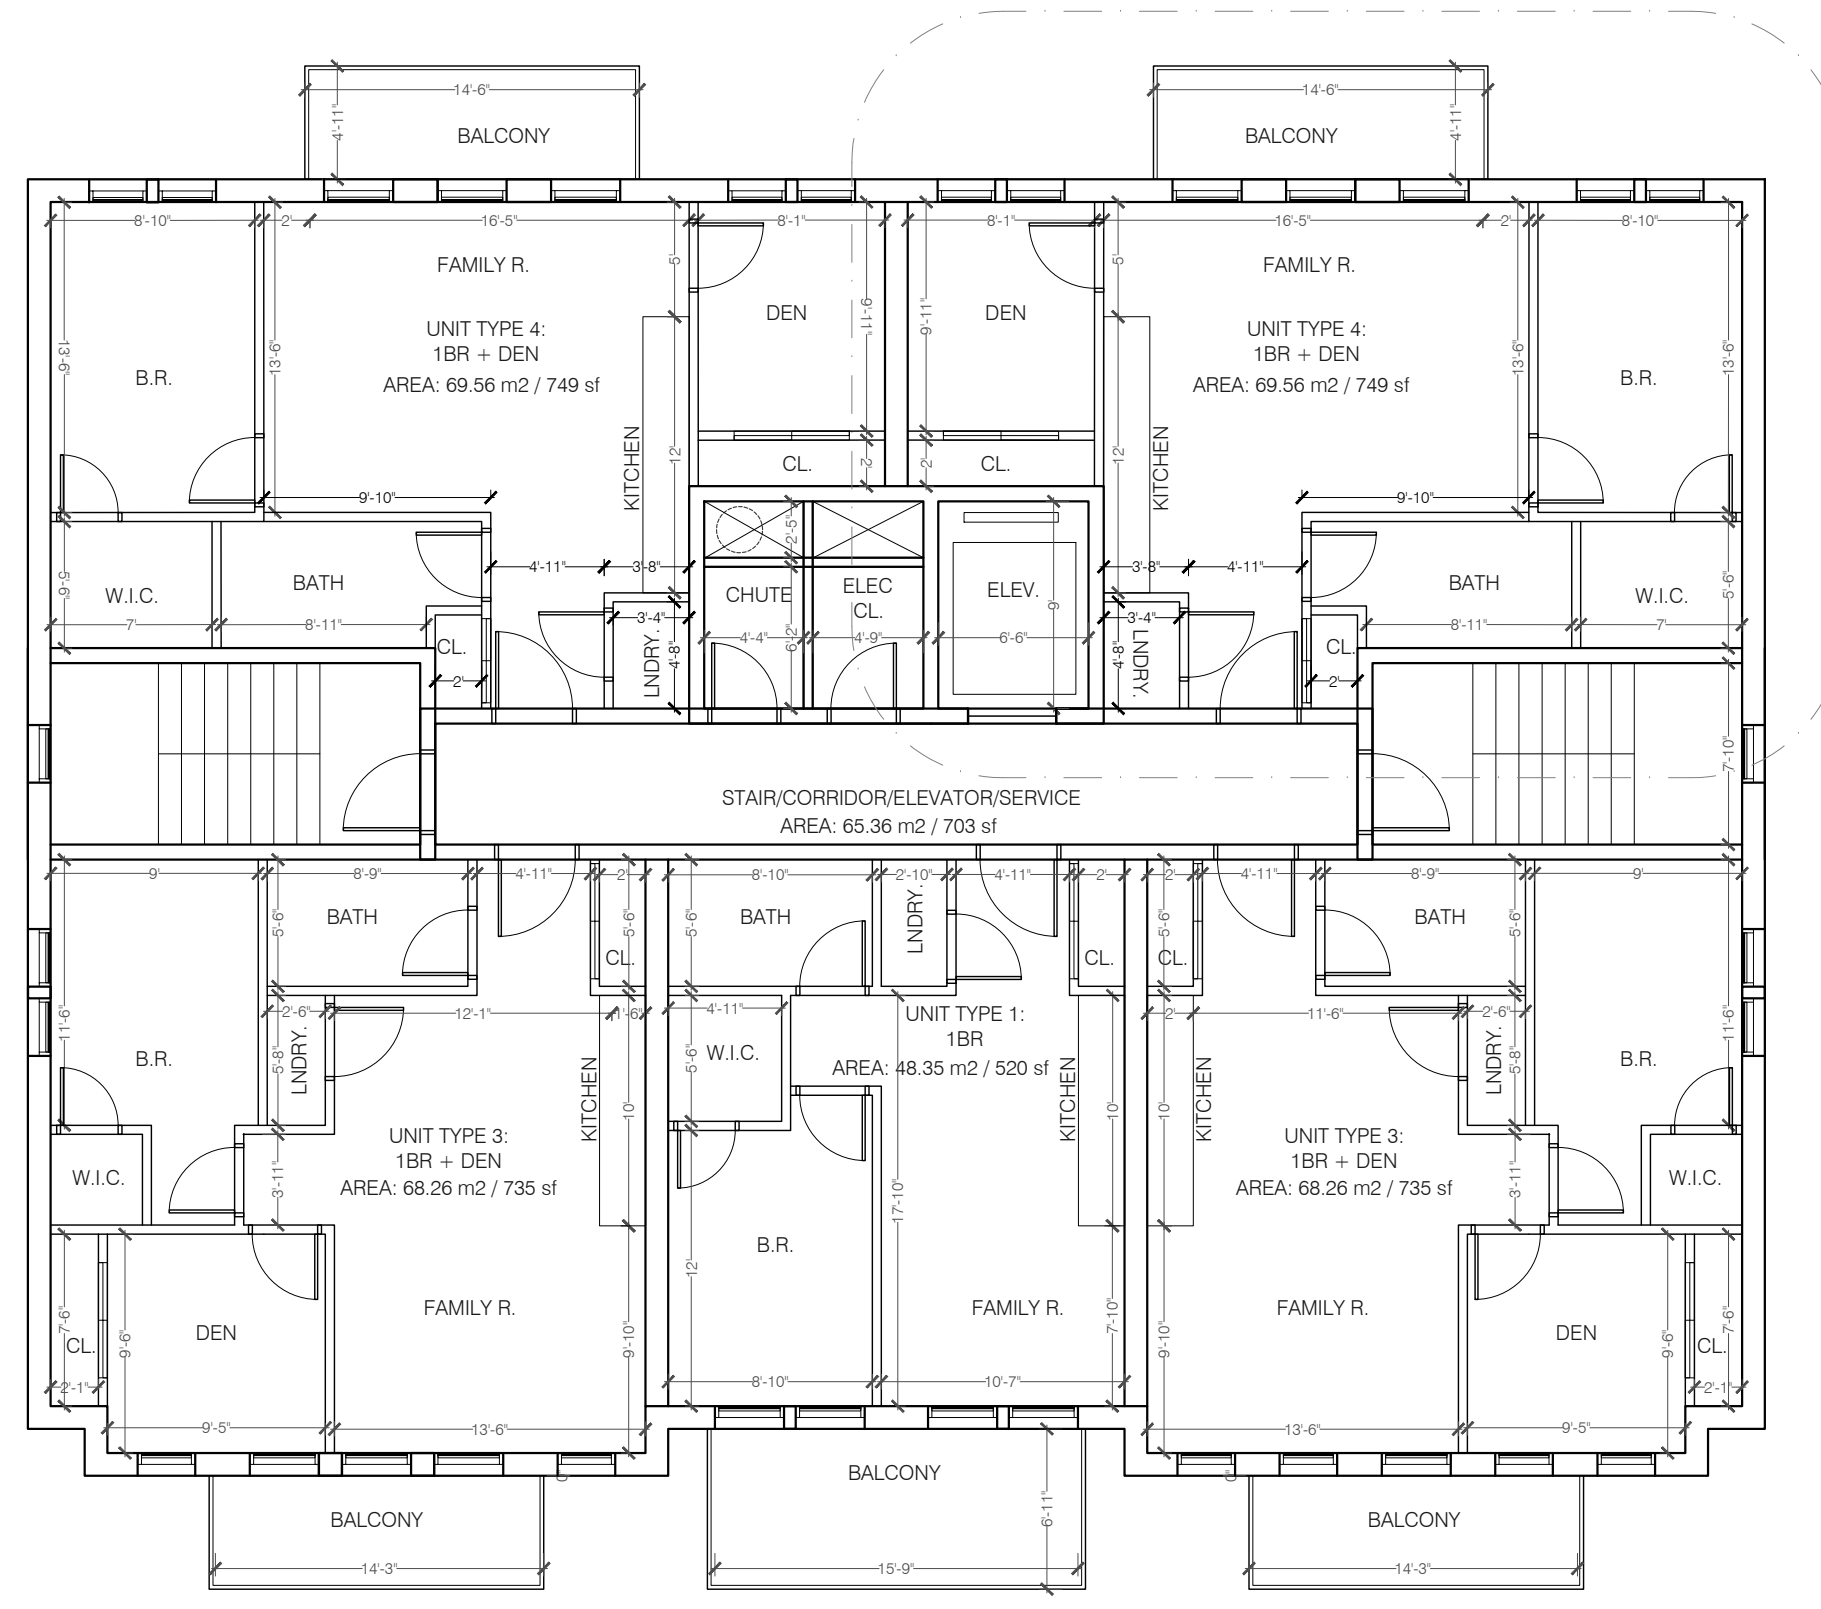 14'-6"
14'-6"
4'-11"
4'-11"
BALCONY
BALCONY
8'-10"
2'
16'-5"
8'-1"
8'-1"
16'-5"
2'
8'-10"
FAMILY R.
FAMILY R.
5'
5'
DEN
DEN
9'-11"
9'-11"
UNIT TYPE 4:
1BR + DEN
AREA: 69.56 m2 / 749 sf
UNIT TYPE 4:
1BR + DEN
AREA: 69.56 m2 / 749 sf
13'-6"
13'-6"
13'-6"
13'-6"
B.R.
B.R.
KITCHEN
12'
12'
KITCHEN
CL.
2'
2'
CL.
9'-10"
9'-10"
2'-5"
4'-11"
3'-8"
3'-8"
4'-11"
5'-6"
W.I.C.
BATH
CHUTE
ELEC
CL.
ELEV.
9'
BATH
W.I.C.
5'-6"
7'
8'-11"
CL.
3'-4"
4'-4"
6'-2"
4'-9"
6'-6"
3'-4"
CL.
8'-11"
7'
LNDRY.
4'-8"
4'-8"
LNDRY.
2'
2'
7'-10"
STAIR/CORRIDOR/ELEVATOR/SERVICE
AREA: 65.36 m2 / 703 sf
9'
8'-9"
4'-11"
2'
8'-10"
2'-10"
4'-11"
2'
2'
4'-11"
8'-9"
9'
5'-6"
BATH
5'-6"
CL.
5'-6"
BATH
LNDRY.
CL.
5'-6"
CL.
BATH
5'-6"
11'-6"
2'-6"
12'-1"
1'-6"
4'-11"
2'
11'-6"
2'-6"
11'-6"
UNIT TYPE 1:
1BR
AREA: 48.35 m2 / 520 sf
B.R.
5'-8"
LNDRY.
5'-6"
W.I.C.
LNDRY.
5'-8"
B.R.
KITCHEN
10'
KITCHEN
10'
10'
KITCHEN
UNIT TYPE 3:
1BR + DEN
AREA: 68.26 m2 / 735 sf
UNIT TYPE 3:
1BR + DEN
AREA: 68.26 m2 / 735 sf
W.I.C.
3'-11"
17'-10"
3'-11"
W.I.C.
B.R.
12'
FAMILY R.
FAMILY R.
FAMILY R.
7'-6"
CL.
9'-6"
DEN
9'-10"
7'-10"
9'-10"
DEN
9'-6"
CL.
7'-6"
2'-1"
8'-10"
10'-7"
2'-1"
9'-5"
13'-6"
13'-6"
9'-5"
0"
0"
BALCONY
BALCONY
BALCONY
6'-11"
14'-3"
15'-9"
14'-3"